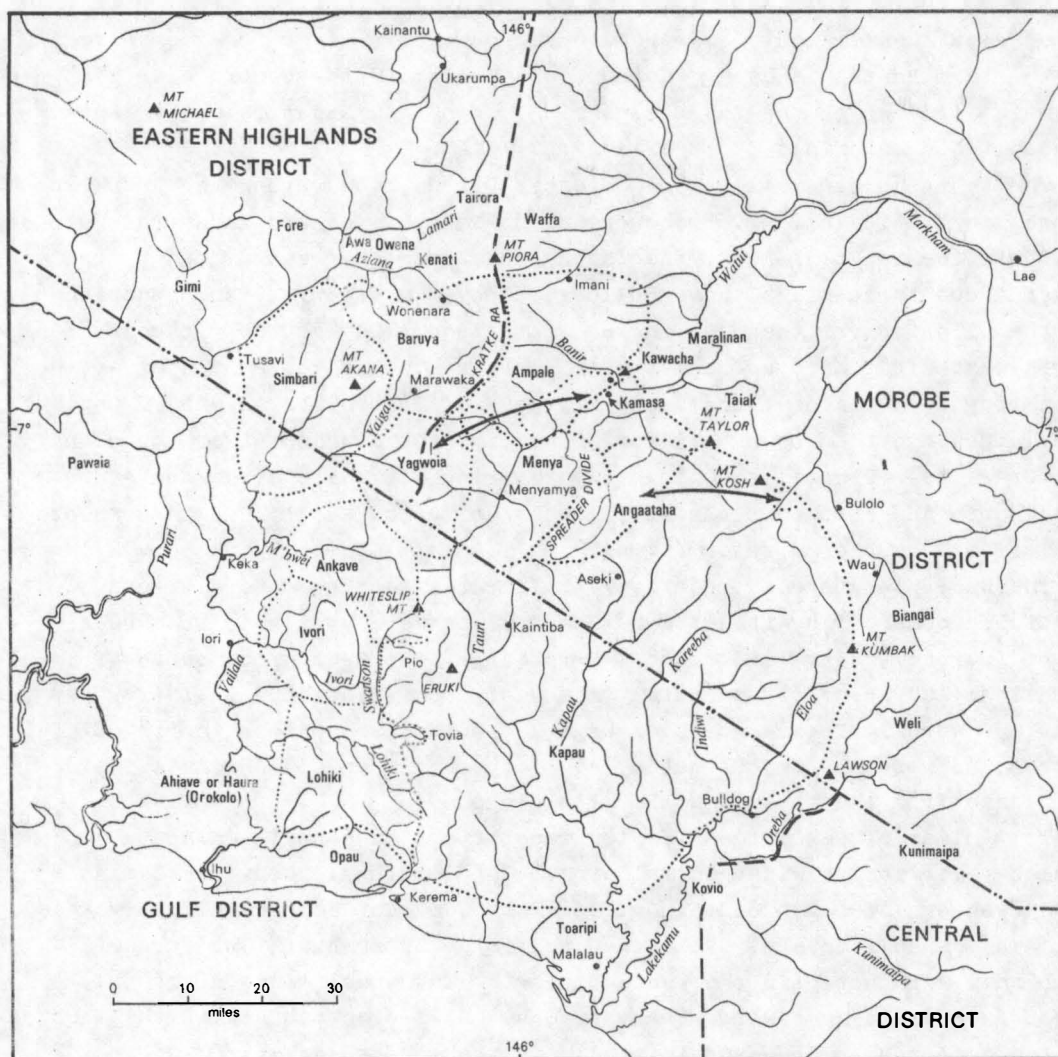 146°
Kainantu
Ukarumpa
MT
MICHAEL
EASTERN HIGHLANDS
DISTRICT
Tairora
Fore
Lamari
Waffa
Awa
Owena
Aziana
Kenati
MT
PIORA
Markham
Lae
Gimi
Imani
Watut
Wonenara
KRATKE RA
Baruya
Banir
Maralinan
Tusavi
MT
AKANA
Ampale
Kawacha
Simbari
Marawaka
Kamasa
Taiak
MOROBE
Yaiga
MT
TAYLOR
7°
7°
Pawaia
Yagwoia
Menya
MT
KOSH
Menyamya
SPREADER DIVIDE
Angaataha
Bulolo
Purari
M'bwei
Keka
Ankave
Aseki
DISTRICT
Wau
WHITESLIP
MT
Biangai
Ivori
Kaintiba
Iori
Tauri
MT
KUMBAK
Pio
Kareeba
Vailala
Ivori
Swanson
ERUKI
Eloa
Indiwi
Weli
Tovia
Kapau
Lohiki
Kapau
LAWSON
Ahiave or Haura
(Orokolo)
Lohiki
Bulldog
Oreba
Kunimaipa
Opau
Ihu
Kovio
GULF DISTRICT
Kerema
Toaripi
CENTRAL
Malalau
Lakekamu
Kunimaipa
0 10 20 30
miles
DISTRICT
146°